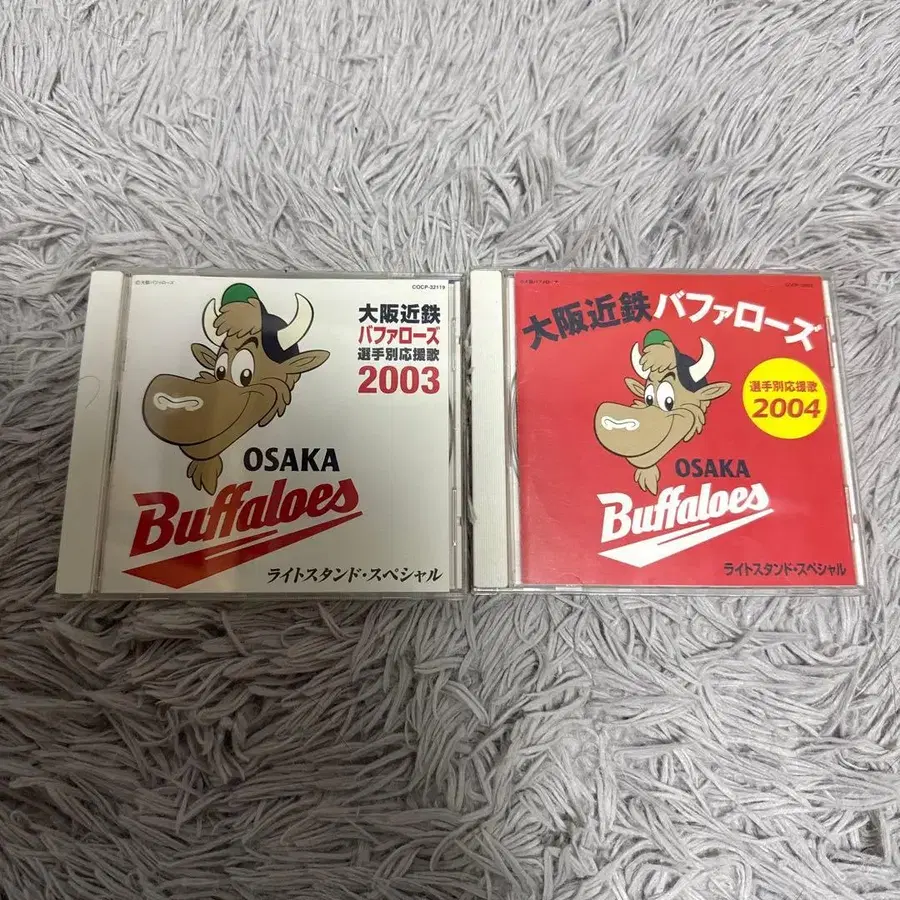 COCP-32119
大阪近鉄
バファローズ
選手別応援歌
2003
OSAKA
Buffaloes
ライトスタンド・スペシャル
大阪近鉄バファローズ
選手別応援歌
2004
OSAKA
Buffaloes
ライトスタンド・スペシャル